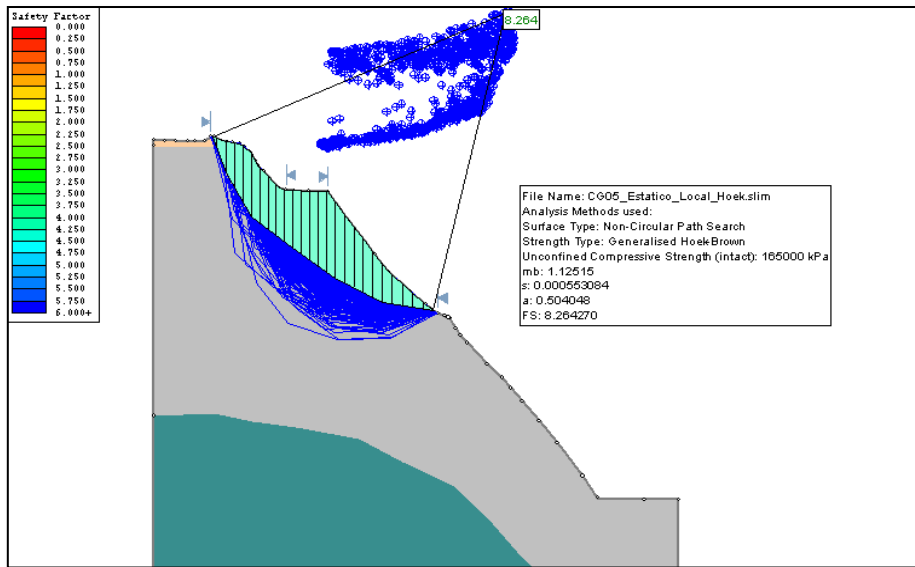 Safety Factor
0.000
0.250
0.500
0.750
1.000
1.250
1.500
1.750
2.000
2.250
2.500
2.750
3.000
3.250
3.500
3.750
4.000
4.250
4.500
4.750
5.000
5.250
5.500
5.750
6.000+
8.264
File Name: CG05_Estatico_Local_Hoek.slim
Analysis Methods used:
Surface Type: Non-Circular Path Search
Strength Type: Generalised Hoek-Brown
Unconfined Compressive Strength (intact): 165000 kPa
mb: 1.12515
s: 0.000553084
a: 0.504048
FS: 8.264270